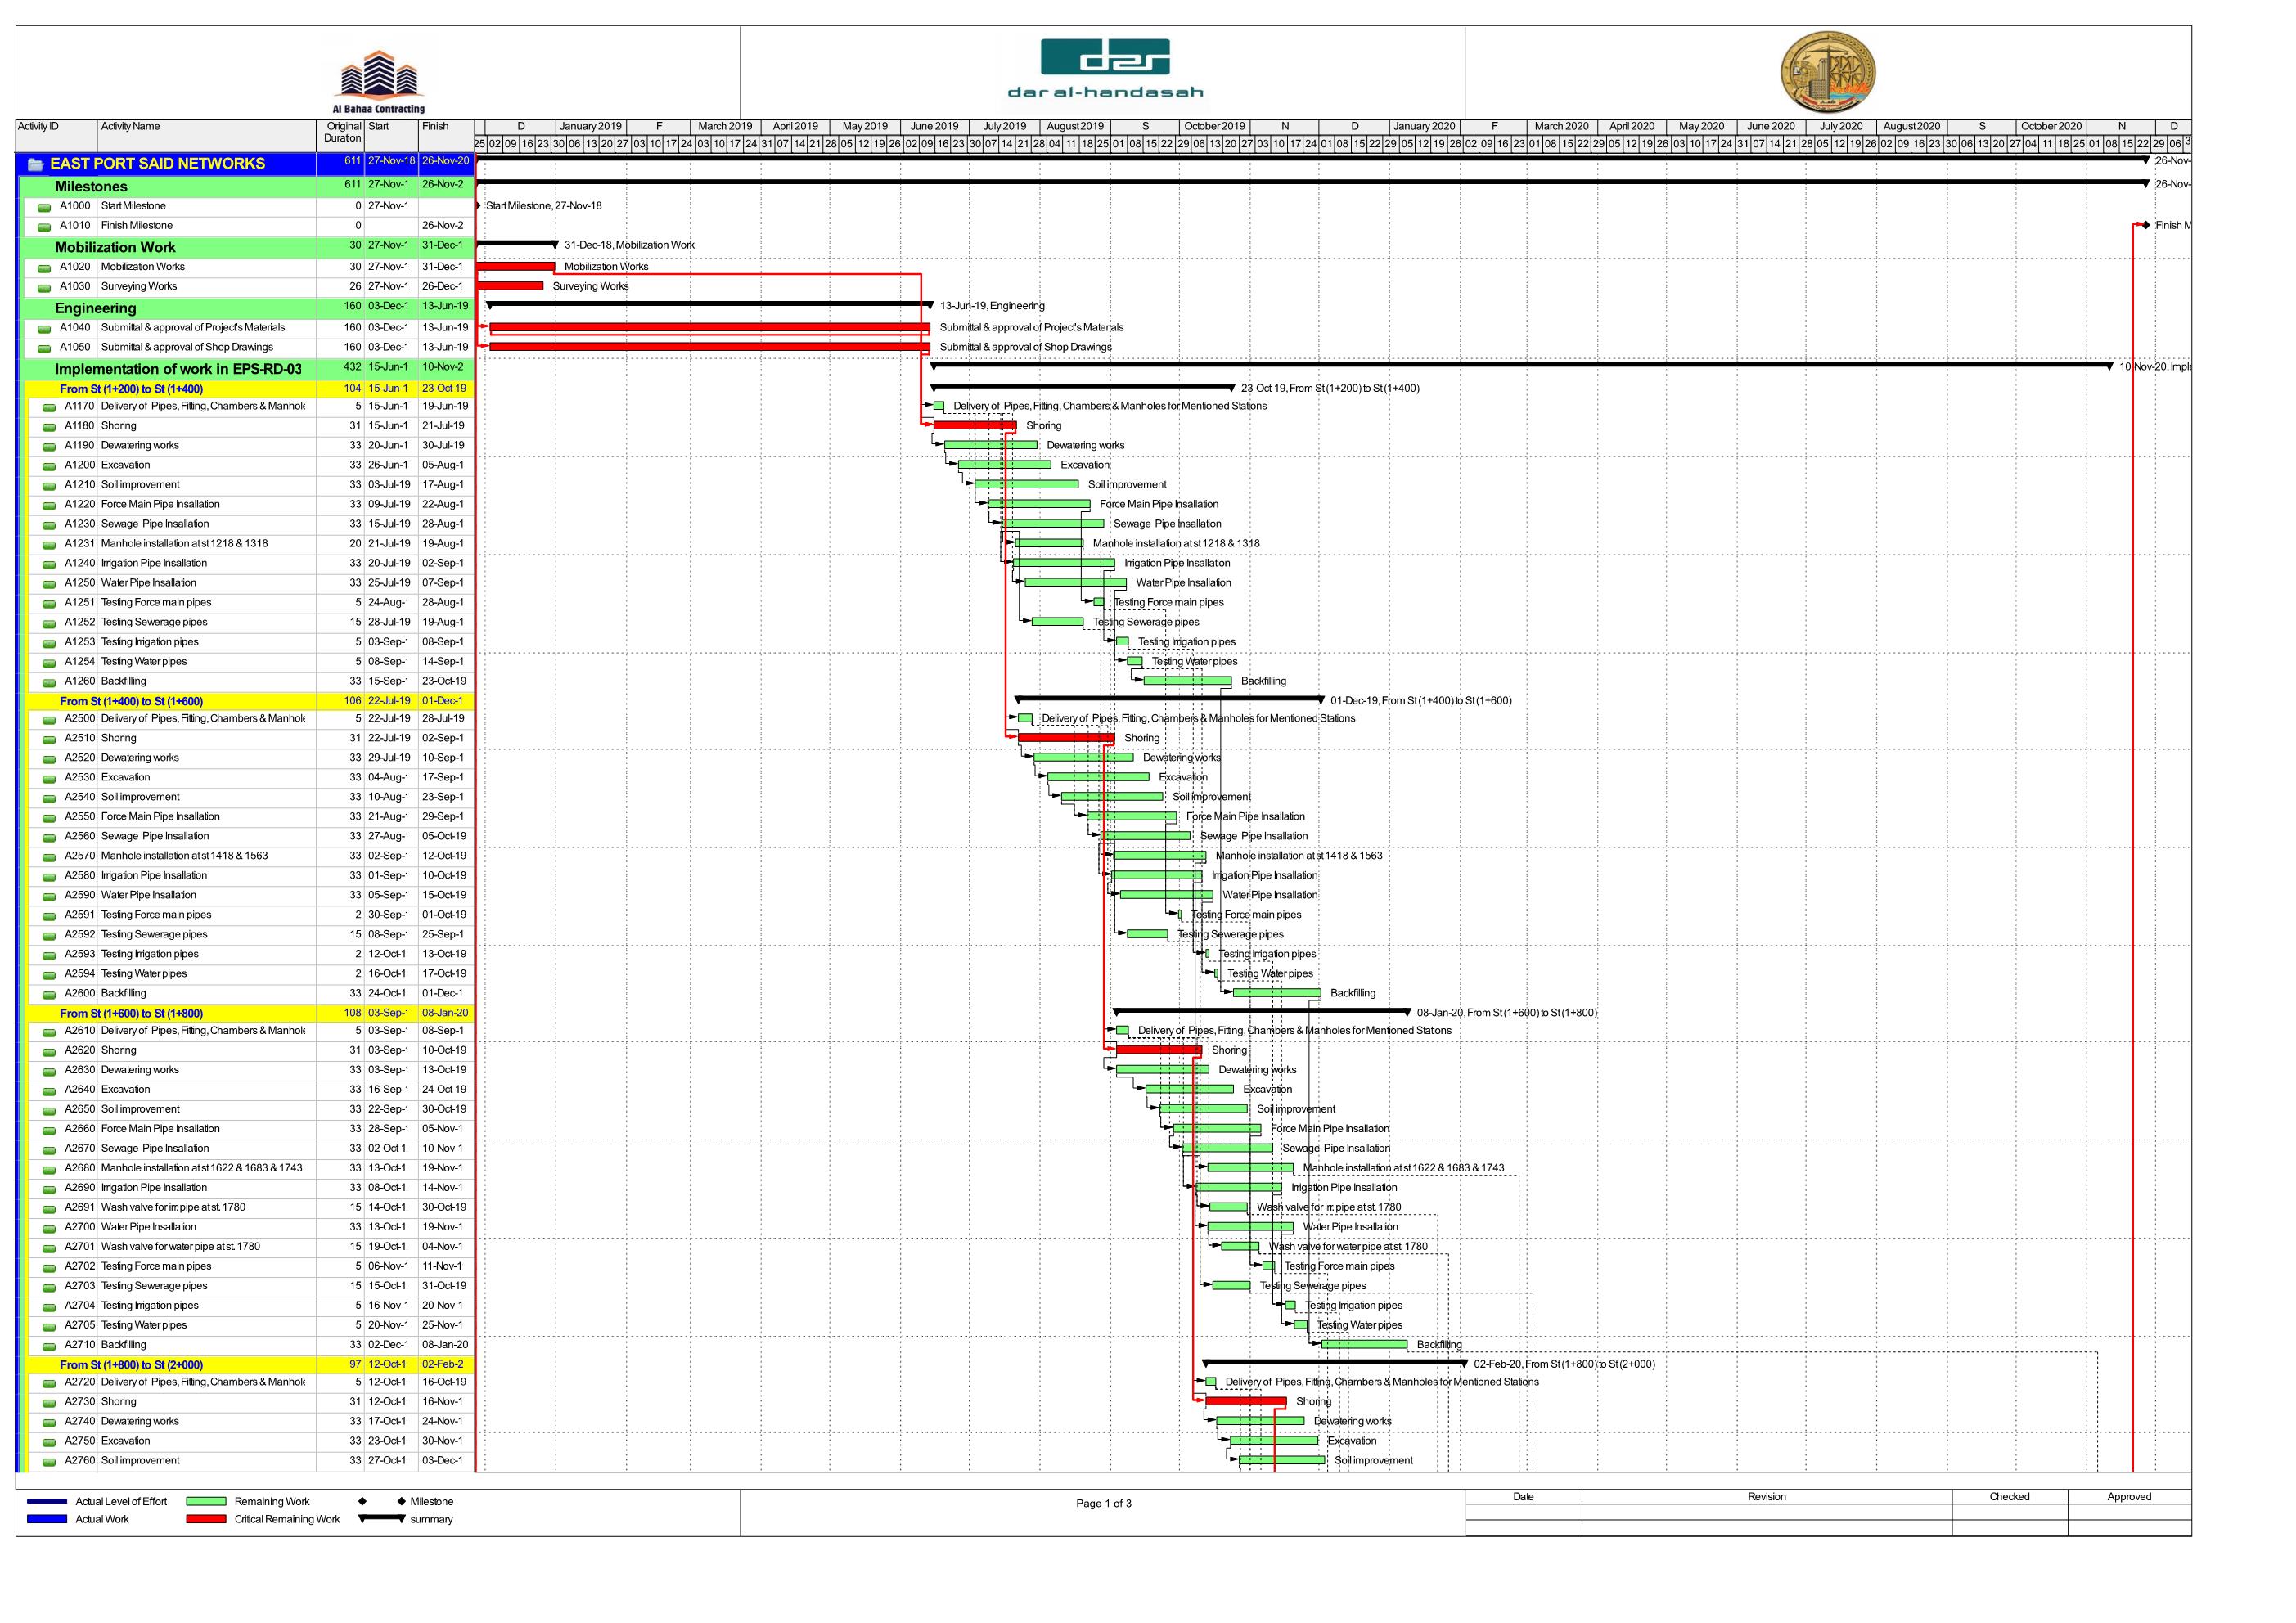 Al Bahaa Contracting
dar
dar al-handasah
Activity ID Activity Name Original Duration Start Finish
D January 2019 F March 2019 April 2019 May 2019 June 2019 July 2019 August 2019 S October 2019 N D January 2020 F March 2020 April 2020 May 2020 June 2020 July 2020 August 2020 S October 2020 N D
25 02 09 16 23 30 06 13 20 27 03 10 17 24 03 10 17 24 31 07 14 21 28 05 12 19 26 02 09 16 23 30 07 14 21 28 04 11 18 25 01 08 15 22 29 06 13 20 27 03 10 17 24 01 08 15 22 29 05 12 19 26 02 09 16 23 01 08 15 22 29 05 12 19 26 03 10 17 24 31 07 14 21 28 05 12 19 26 02 09 16 23 30 06 13 20 27 04 11 18 25 01 08 15 22 29 06
EAST PORT SAID NETWORKS 611 27-Nov-18 26-Nov-20 26-Nov-
Milestones 611 27-Nov-1 26-Nov-2 26-Nov-
A1000 Start Milestone 0 27-Nov-1 Start Milestone, 27-Nov-18
A1010 Finish Milestone 0 26-Nov-2 Finish M
Mobilization Work 30 27-Nov-1 31-Dec-1 31-Dec-18, Mobilization Work
A1020 Mobilization Works 30 27-Nov-1 31-Dec-1 Mobilization Works
A1030 Surveying Works 26 27-Nov-1 26-Dec-1 Surveying Works
Engineering 160 03-Dec-1 13-Jun-19 13-Jun-19, Engineering
A1040 Submittal & approval of Project's Materials 160 03-Dec-1 13-Jun-19 Submittal & approval of Project's Materials
A1050 Submittal & approval of Shop Drawings 160 03-Dec-1 13-Jun-19 Submittal & approval of Shop Drawings
Implementation of work in EPS-RD-03 432 15-Jun-1 10-Nov-2 10-Nov-20, Imple
From St (1+200) to St (1+400) 104 15-Jun-1 23-Oct-19 23-Oct-19, From St (1+200) to St (1+400)
A1170 Delivery of Pipes, Fitting, Chambers & Manhole 5 15-Jun-1 19-Jun-19 Delivery of Pipes, Fitting, Chambers & Manholes for Mentioned Stations
A1180 Shoring 31 15-Jun-1 21-Jul-19 Shoring
A1190 Dewatering works 33 20-Jun-1 30-Jul-19 Dewatering works
A1200 Excavation 33 26-Jun-1 05-Aug-1 Excavation
A1210 Soil improvement 33 03-Jul-19 17-Aug-1 Soil improvement
A1220 Force Main Pipe Insallation 33 09-Jul-19 22-Aug-1 Force Main Pipe Insallation
A1230 Sewage Pipe Insallation 33 15-Jul-19 28-Aug-1 Sewage Pipe Insallation
A1231 Manhole installation at st 1218 & 1318 20 21-Jul-19 19-Aug-1 Manhole installation at st 1218 & 1318
A1240 Irrigation Pipe Insallation 33 20-Jul-19 02-Sep-1 Irrigation Pipe Insallation
A1250 Water Pipe Insallation 33 25-Jul-19 07-Sep-1 Water Pipe Insallation
A1251 Testing Force main pipes 5 24-Aug-1 28-Aug-1 Testing Force main pipes
A1252 Testing Sewerage pipes 15 28-Jul-19 19-Aug-1 Testing Sewerage pipes
A1253 Testing Irrigation pipes 5 03-Sep-1 08-Sep-1 Testing Irrigation pipes
A1254 Testing Water pipes 5 08-Sep-1 14-Sep-1 Testing Water pipes
A1260 Backfilling 33 15-Sep-1 23-Oct-19 Backfilling
From St (1+400) to St (1+600) 106 22-Jul-19 01-Dec-1 01-Dec-19, From St (1+400) to St (1+600)
A2500 Delivery of Pipes, Fitting, Chambers & Manhole 5 22-Jul-19 28-Jul-19 Delivery of Pipes, Fitting, Chambers & Manholes for Mentioned Stations
A2510 Shoring 31 22-Jul-19 02-Sep-1 Shoring
A2520 Dewatering works 33 29-Jul-19 10-Sep-1 Dewatering works
A2530 Excavation 33 04-Aug-1 17-Sep-1 Excavation
A2540 Soil improvement 33 10-Aug-1 23-Sep-1 Soil improvement
A2550 Force Main Pipe Insallation 33 21-Aug-1 29-Sep-1 Force Main Pipe Insallation
A2560 Sewage Pipe Insallation 33 27-Aug-1 05-Oct-19 Sewage Pipe Insallation
A2570 Manhole installation at st 1418 & 1563 33 02-Sep-1 12-Oct-19 Manhole installation at st 1418 & 1563
A2580 Irrigation Pipe Insallation 33 01-Sep-1 10-Oct-19 Irrigation Pipe Insallation
A2590 Water Pipe Insallation 33 05-Sep-1 15-Oct-19 Water Pipe Insallation
A2591 Testing Force main pipes 2 30-Sep-1 01-Oct-19 Testing Force main pipes
A2592 Testing Sewerage pipes 15 08-Sep-1 25-Sep-1 Testing Sewerage pipes
A2593 Testing Irrigation pipes 2 12-Oct-1 13-Oct-19 Testing Irrigation pipes
A2594 Testing Water pipes 2 16-Oct-1 17-Oct-19 Testing Water pipes
A2600 Backfilling 33 24-Oct-1 01-Dec-1 Backfilling
From St (1+600) to St (1+800) 108 03-Sep-1 08-Jan-20 08-Jan-20, From St (1+600) to St (1+800)
A2610 Delivery of Pipes, Fitting, Chambers & Manhole 5 03-Sep-1 08-Sep-1 Delivery of Pipes, Fitting, Chambers & Manholes for Mentioned Stations
A2620 Shoring 31 03-Sep-1 10-Oct-19 Shoring
A2630 Dewatering works 33 03-Sep-1 13-Oct-19 Dewatering works
A2640 Excavation 33 16-Sep-1 24-Oct-19 Excavation
A2650 Soil improvement 33 22-Sep-1 30-Oct-19 Soil improvement
A2660 Force Main Pipe Insallation 33 28-Sep-1 05-Nov-1 Force Main Pipe Insallation
A2670 Sewage Pipe Insallation 33 02-Oct-1 10-Nov-1 Sewage Pipe Insallation
A2680 Manhole installation at st 1622 & 1683 & 1743 33 13-Oct-1 19-Nov-1 Manhole installation at st 1622 & 1683 & 1743
A2690 Irrigation Pipe Insallation 33 08-Oct-1 14-Nov-1 Irrigation Pipe Insallation
A2691 Wash valve for irr. pipe at st. 1780 15 14-Oct-1 30-Oct-19 Wash valve for irr. pipe at st. 1780
A2700 Water Pipe Insallation 33 13-Oct-1 19-Nov-1 Water Pipe Insallation
A2701 Wash valve for water pipe at st. 1780 15 19-Oct-1 04-Nov-1 Wash valve for water pipe at st. 1780
A2702 Testing Force main pipes 5 06-Nov-1 11-Nov-1 Testing Force main pipes
A2703 Testing Sewerage pipes 15 15-Oct-1 31-Oct-19 Testing Sewerage pipes
A2704 Testing Irrigation pipes 5 16-Nov-1 20-Nov-1 Testing Irrigation pipes
A2705 Testing Water pipes 5 20-Nov-1 25-Nov-1 Testing Water pipes
A2710 Backfilling 33 02-Dec-1 08-Jan-20 Backfilling
From St (1+800) to St (2+000) 97 12-Oct-1 02-Feb-2 02-Feb-20, From St (1+800) to St (2+000)
A2720 Delivery of Pipes, Fitting, Chambers & Manhole 5 12-Oct-1 16-Oct-19 Delivery of Pipes, Fitting, Chambers & Manholes for Mentioned Stations
A2730 Shoring 31 12-Oct-1 16-Nov-1 Shoring
A2740 Dewatering works 33 17-Oct-1 24-Nov-1 Dewatering works
A2750 Excavation 33 23-Oct-1 30-Nov-1 Excavation
A2760 Soil improvement 33 27-Oct-1 03-Dec-1 Soil improvement
Actual Level of Effort Remaining Work Milestone
Actual Work Critical Remaining Work summary
Page 1 of 3
Date Revision Checked Approved